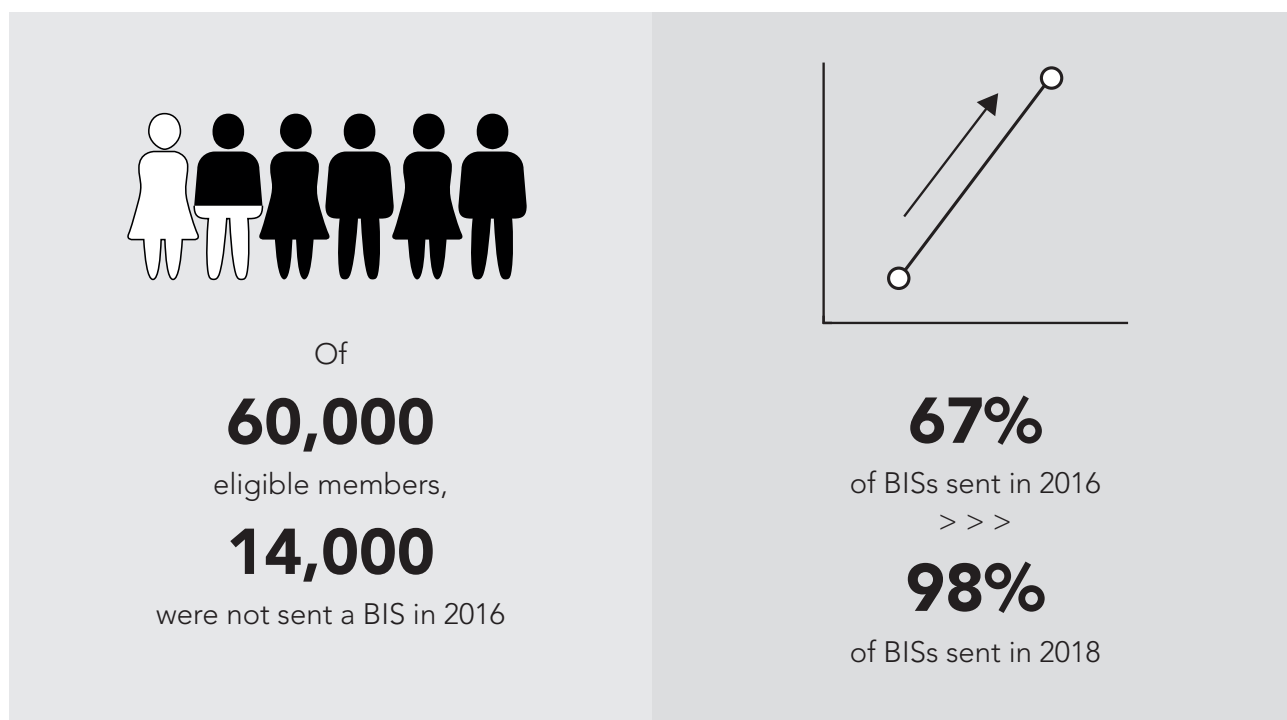 Of
60,000
eligible members,
14,000
were not sent a BIS in 2016
67%
of BISs sent in 2016
> > >
98%
of BISs sent in 2018